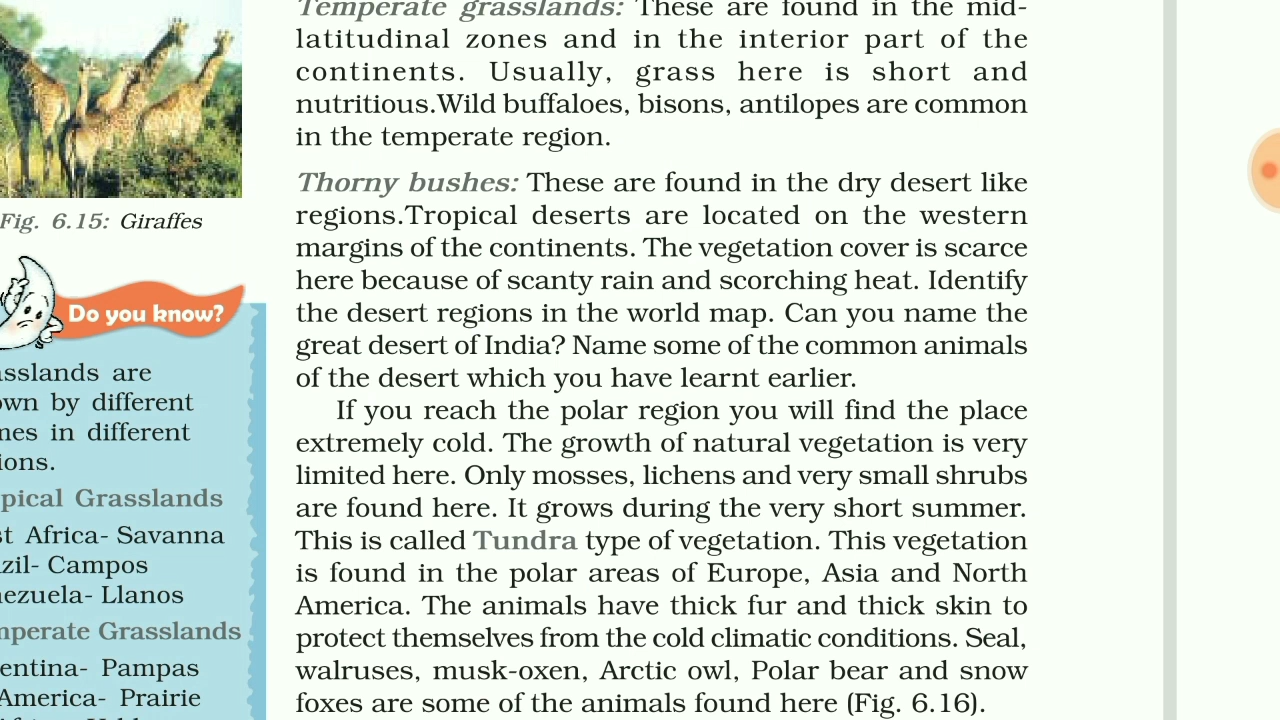 Temperate grasslands: These are found in the mid-
latitudinal zones and in the interior part of the
continents. Usually, grass here is short and
nutritious.Wild buffaloes, bisons, antilopes are common
in the temperate region.
Thorny bushes: These are found in the dry desert like
regions.Tropical deserts are located on the western
margins of the continents. The vegetation cover is scarce
here because of scanty rain and scorching heat. Identify
the desert regions in the world map. Can you name the
great desert of India? Name some of the common animals
of the desert which you have learnt earlier.
If you reach the polar region you will find the place
extremely cold. The growth of natural vegetation is very
limited here. Only mosses, lichens and very small shrubs
are found here. It grows during the very short summer.
This is called Tundra type of vegetation. This vegetation
is found in the polar areas of Europe, Asia and North
America. The animals have thick fur and thick skin to
protect themselves from the cold climatic conditions. Seal,
walruses, musk-oxen, Arctic owl, Polar bear and snow
foxes are some of the animals found here (Fig. 6.16).
Fig. 6.15: Giraffes
Do you know?
are
by different
in different
Grasslands
Africa- Savanna
Campos
Llanos
Grasslands
Pampas
America- Prairie